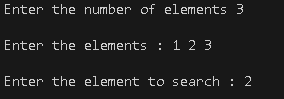 Enter the number of elements 3
Enter the elements : 1 2 3
Enter the element to search : 2